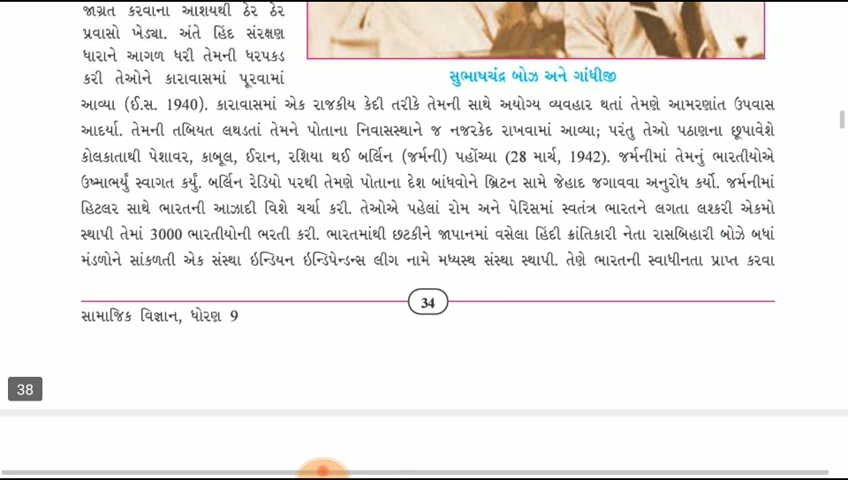 જાગ્રત કરવાના આશયથી ઠેર ઠેર
પ્રવાસો ખેડ્યા. અંતે હિંદ સંરક્ષણ
ધારાને આગળ ધરી તેમની ધરપકડ
કરી તેઓને કારાવાસમાં પૂરવામાં
સુભાષચંદ્ર બોઝ અને ગાંધીજી
આવ્યા (ઈ.સ. 1940). કારાવાસમાં એક રાજકીય કેદી તરીકે તેમની સાથે અયોગ્ય વ્યવહાર થતાં તેમણે આમરણાંત ઉપવાસ
આદર્યા. તેમની તબિયત લથડતાં તેમને પોતાના નિવાસસ્થાને જ નજરકેદ રાખવામાં આવ્યા; પરંતુ તેઓ પઠાણના છૂપાવેશે
કોલકાતાથી પેશાવર, કાબૂલ, ઈરાન, રશિયા થઈ બર્લિન (જર્મની) પહોંચ્યા (28 માર્ચ, 1942). જર્મનીમાં તેમનું ભારતીયોએ
ઉષ્માભર્યું સ્વાગત કર્યું. બર્લિન રેડિયો પરથી તેમણે પોતાના દેશ બાંધવોને બ્રિટન સામે જેહાદ જગાવવા અનુરોધ કર્યો. જર્મનીમાં
હિટલર સાથે ભારતની આઝાદી વિશે ચર્ચા કરી. તેઓએ પહેલાં રોમ અને પેરિસમાં સ્વતંત્ર ભારતને લગતા લશ્કરી એકમો
સ્થાપી તેમાં 3000 ભારતીયોની ભરતી કરી. ભારતમાંથી છટકીને જાપાનમાં વસેલા હિંદી ક્રાંતિકારી નેતા રાસબિહારી બોઝે બધાં
મંડળોને સાંકળતી એક સંસ્થા ઇન્ડિયન ઇન્ડિપેન્ડન્સ લીગ નામે મધ્યસ્થ સંસ્થા સ્થાપી. તેણે ભારતની સ્વાધીનતા પ્રાપ્ત કરવા
34
સામાજિક વિજ્ઞાન, ધોરણ 9
38